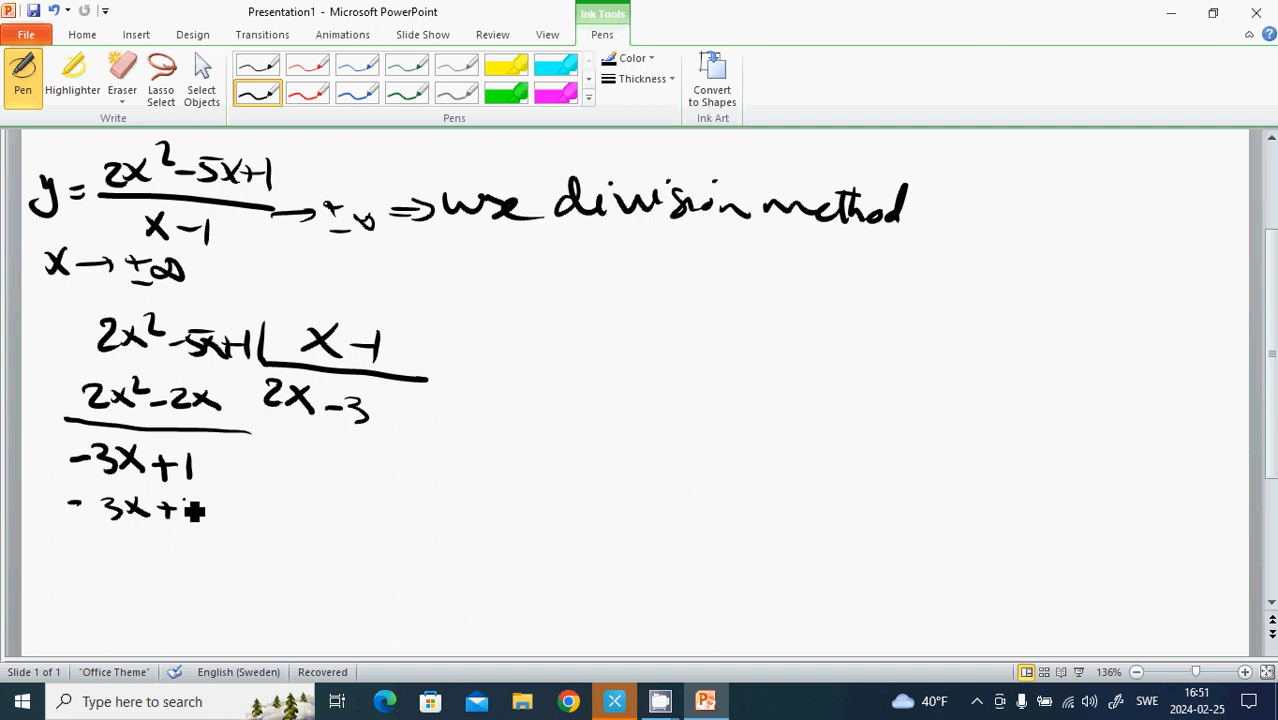 Presentation1 - Microsoft PowerPoint
Ink Tools
File Home Insert Design Transitions Animations Slide Show Review View Pens
Pen Highlighter Eraser Lasso Select Select Objects
Color
Thickness
Convert to Shapes
Write Pens Ink Art
y = (2x²-5x+1)/(x-1) → ±∞ ⇒ use division method
x → ±∞
2x²-5x+1 | x-1
2x²-2x 2x-3
-3x+1
-3x+
Slide 1 of 1 "Office Theme" English (Sweden) Recovered 136%
Type here to search 40°F SWE 16:51
2024-02-25